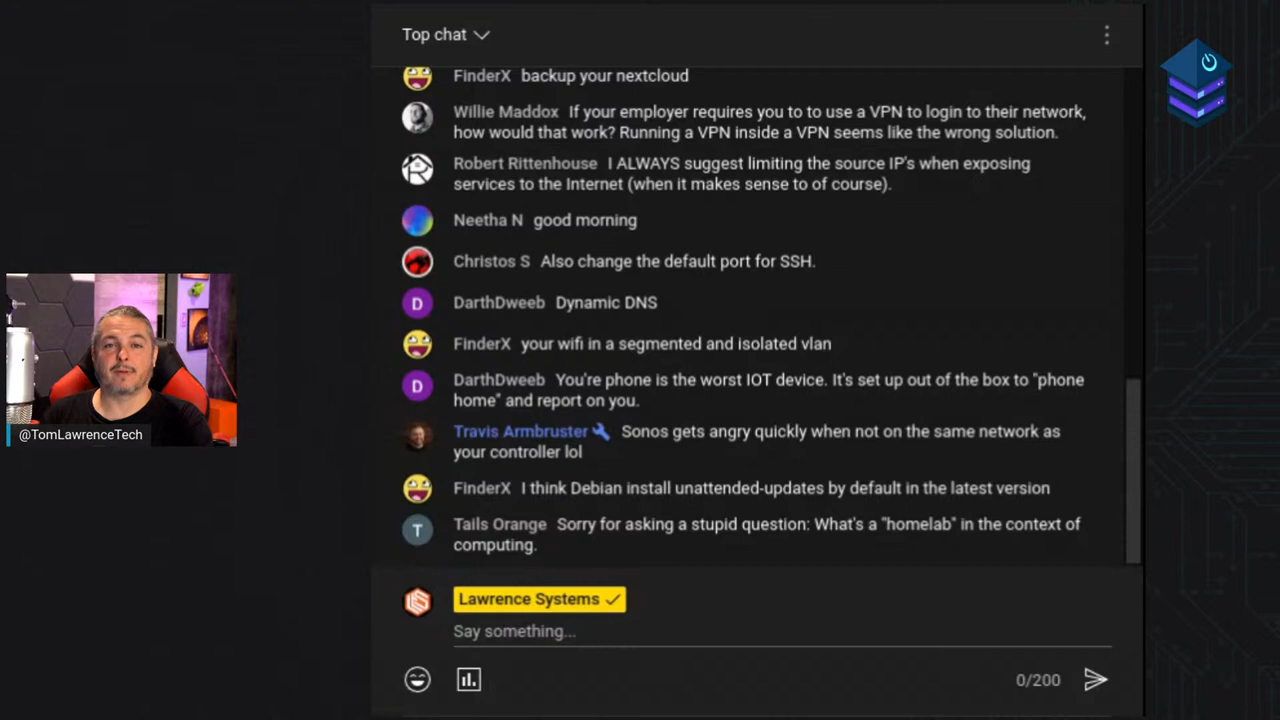 Top chat
FinderX backup your nextcloud
Willie Maddox If your employer requires you to to use a VPN to login to their network,
how would that work? Running a VPN inside a VPN seems like the wrong solution.
Robert Rittenhouse I ALWAYS suggest limiting the source IP's when exposing
services to the Internet (when it makes sense to of course).
Neetha N good morning
Christos S Also change the default port for SSH.
D DarthDweeb Dynamic DNS
FinderX your wifi in a segmented and isolated vlan
D DarthDweeb You're phone is the worst IOT device. It's set up out of the box to "phone
home" and report on you.
@TomLawrenceTech
Travis Armbruster Sonos gets angry quickly when not on the same network as
your controller lol
FinderX I think Debian install unattended-updates by default in the latest version
T Tails Orange Sorry for asking a stupid question: What's a "homelab" in the context of
computing.
Lawrence Systems
Say something...
0/200